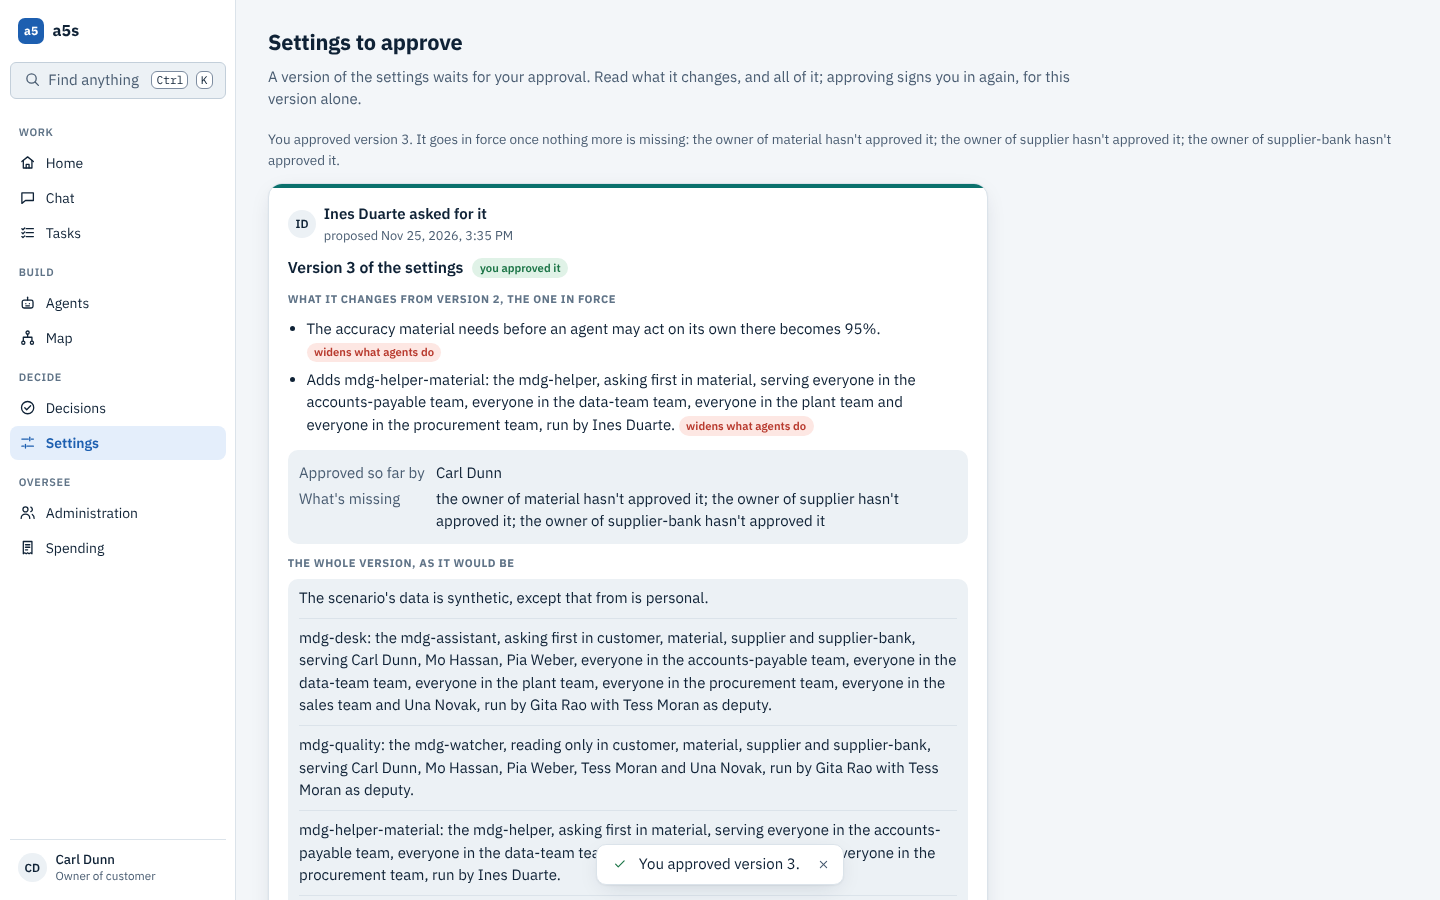 a5 a5s
Find anything Ctrl K
WORK
Home
Chat
Tasks
BUILD
Agents
Map
DECIDE
Decisions
Settings
OVERSEE
Administration
Spending
CD Carl Dunn
Owner of customer
Settings to approve
A version of the settings waits for your approval. Read what it changes, and all of it; approving signs you in again, for this
version alone.
You approved version 3. It goes in force once nothing more is missing: the owner of material hasn't approved it; the owner of supplier hasn't approved it; the owner of supplier-bank hasn't
approved it.
ID Ines Duarte asked for it
proposed Nov 25, 2026, 3:35 PM
Version 3 of the settings you approved it
WHAT IT CHANGES FROM VERSION 2, THE ONE IN FORCE
• The accuracy material needs before an agent may act on its own there becomes 95%.
widens what agents do
• Adds mdg-helper-material: the mdg-helper, asking first in material, serving everyone in the
accounts-payable team, everyone in the data-team team, everyone in the plant team and
everyone in the procurement team, run by Ines Duarte. widens what agents do
Approved so far by Carl Dunn
What's missing the owner of material hasn't approved it; the owner of supplier hasn't
approved it; the owner of supplier-bank hasn't approved it
THE WHOLE VERSION, AS IT WOULD BE
The scenario's data is synthetic, except that from is personal.
mdg-desk: the mdg-assistant, asking first in customer, material, supplier and supplier-bank,
serving Carl Dunn, Mo Hassan, Pia Weber, everyone in the accounts-payable team, everyone in the
data-team team, everyone in the plant team, everyone in the procurement team, everyone in the
sales team and Una Novak, run by Gita Rao with Tess Moran as deputy.
mdg-quality: the mdg-watcher, reading only in customer, material, supplier and supplier-bank,
serving Carl Dunn, Mo Hassan, Pia Weber, Tess Moran and Una Novak, run by Gita Rao with Tess
Moran as deputy.
mdg-helper-material: the mdg-helper, asking first in material, serving everyone in the accounts-
payable team, everyone in the data-team in the
procurement team, run by Ines Duarte.
You approved version 3.